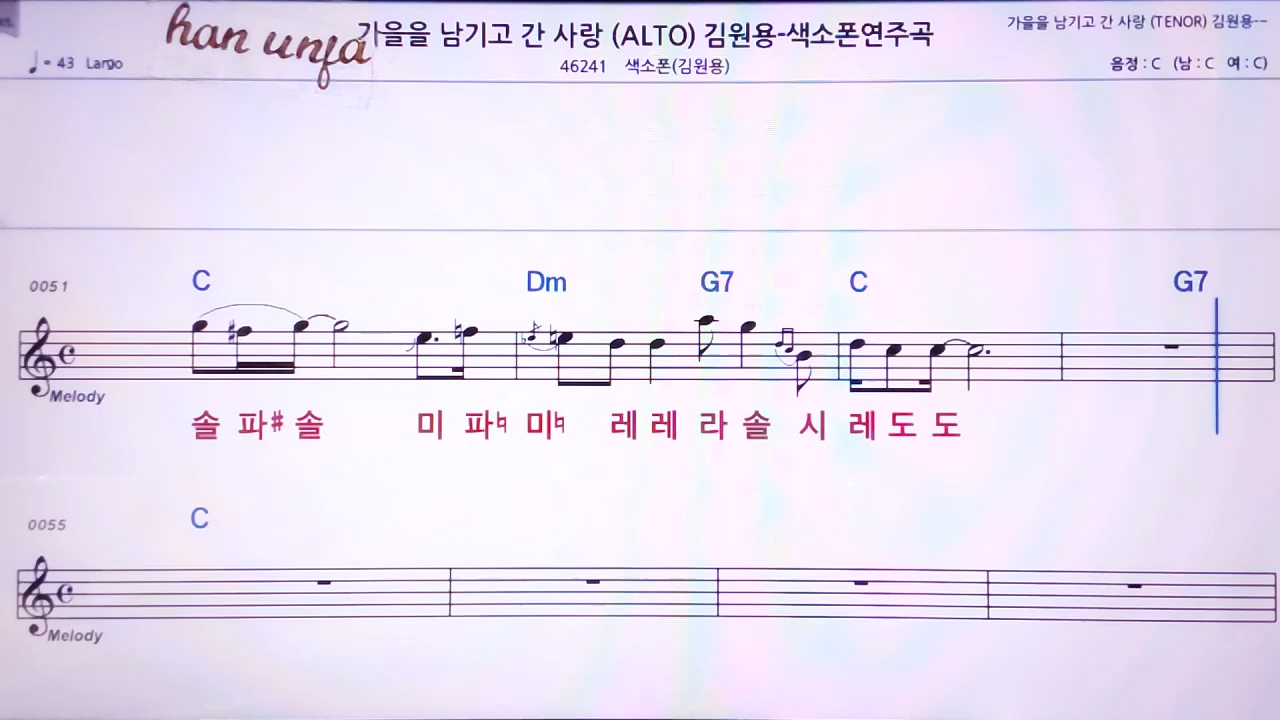 han unfa
가을을 남기고 간 사랑 (ALTO) 김원용-색소폰연주곡
가을을 남기고 간 사랑 (TENOR) 김원용--
♩= 43 Largo
46241 색소폰(김원용)
음정 : C (남 : C 여 : C)
0051 C Dm G7 C G7
Melody
솔 파# 솔 미 파♮ 미♮ 레 레 라 솔 시 레 도 도
0055 C
Melody